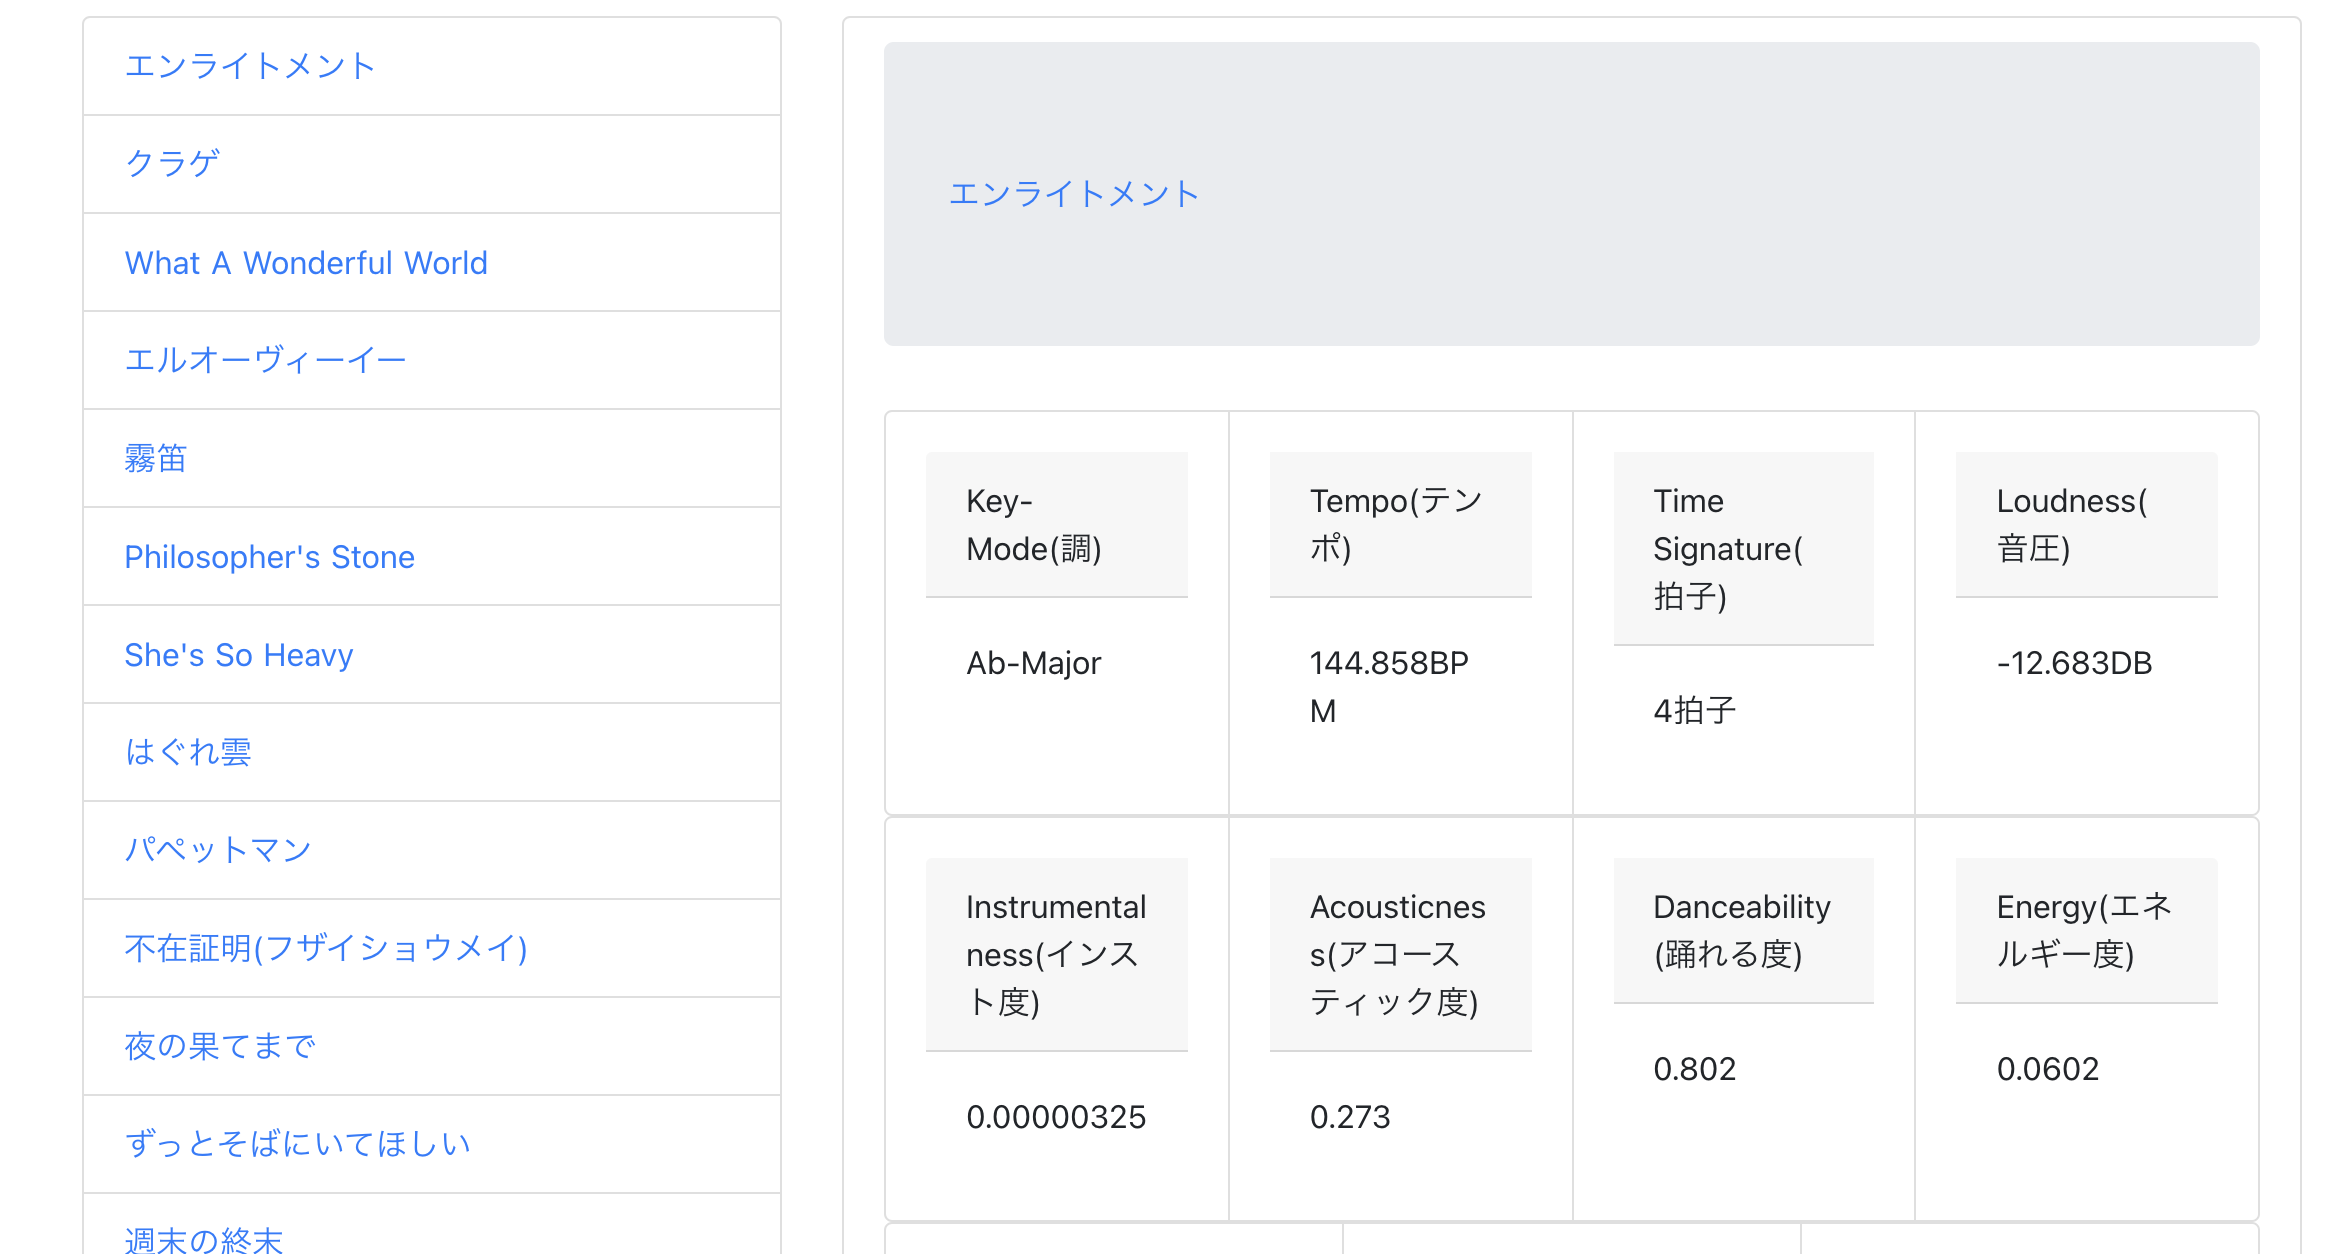 エンライトメント
クラゲ
What A Wonderful World
エルオーヴィーイー
霧笛
Philosopher's Stone
She's So Heavy
はぐれ雲
パペットマン
不在証明(フザイショウメイ)
夜の果てまで
ずっとそばにいてほしい
週末の終末
エンライトメント
Key-
Mode(調)
Ab-Major
Tempo(テン
ポ)
144.858BP
M
Time
Signature(
拍子)
4拍子
Loudness(
音圧)
-12.683DB
Instrumental
ness(インス
ト度)
0.00000325
Acousticnes
s(アコース
ティック度)
0.273
Danceability
(踊れる度)
0.802
Energy(エネ
ルギー度)
0.0602